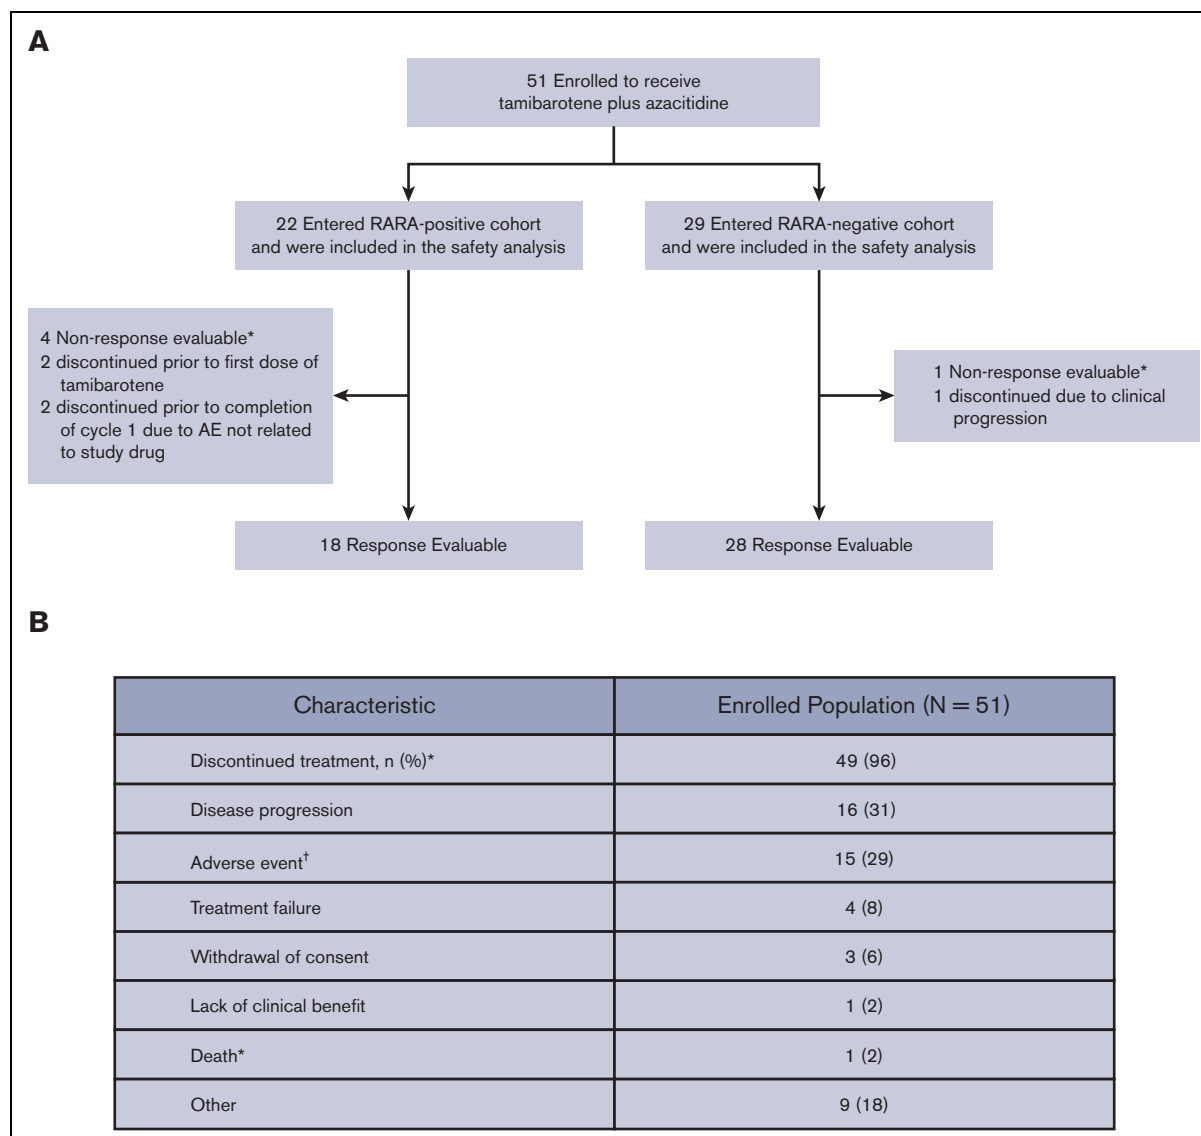 A
51 Enrolled to receive
tamibarotene plus azacitidine
22 Entered RARA-positive cohort
and were included in the safety analysis
29 Entered RARA-negative cohort
and were included in the safety analysis
4 Non-response evaluable*
2 discontinued prior to first dose of
tamibarotene
2 discontinued prior to completion
of cycle 1 due to AE not related
to study drug
1 Non-response evaluable*
1 discontinued due to clinical
progression
18 Response Evaluable
28 Response Evaluable
B
Characteristic Enrolled Population (N = 51)
Discontinued treatment, n (%)* 49 (96)
Disease progression 16 (31)
Adverse event† 15 (29)
Treatment failure 4 (8)
Withdrawal of consent 3 (6)
Lack of clinical benefit 1 (2)
Death* 1 (2)
Other 9 (18)